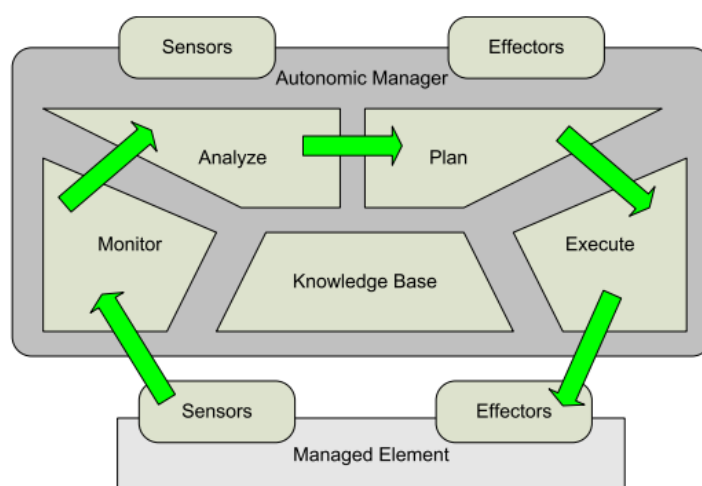 Sensors
Effectors
Autonomic Manager
Analyze
Plan
Monitor
Execute
Knowledge Base
Sensors
Effectors
Managed Element